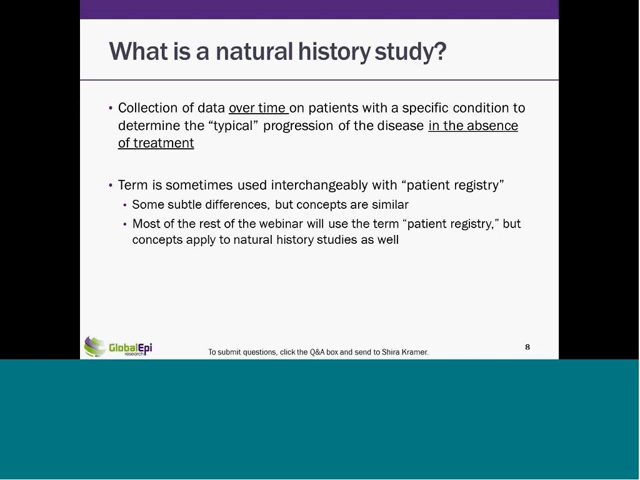 What is a natural history study?
• Collection of data over time on patients with a specific condition to
determine the “typical” progression of the disease in the absence
of treatment
• Term is sometimes used interchangeably with “patient registry”
• Some subtle differences, but concepts are similar
• Most of the rest of the webinar will use the term “patient registry,” but
concepts apply to natural history studies as well
GlobalEpi
research
To submit questions, click the Q&A box and send to Shira Kramer.
8